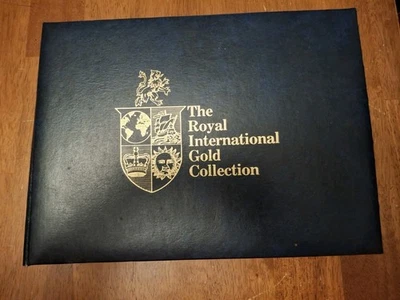 The
Royal
International
Gold
Collection